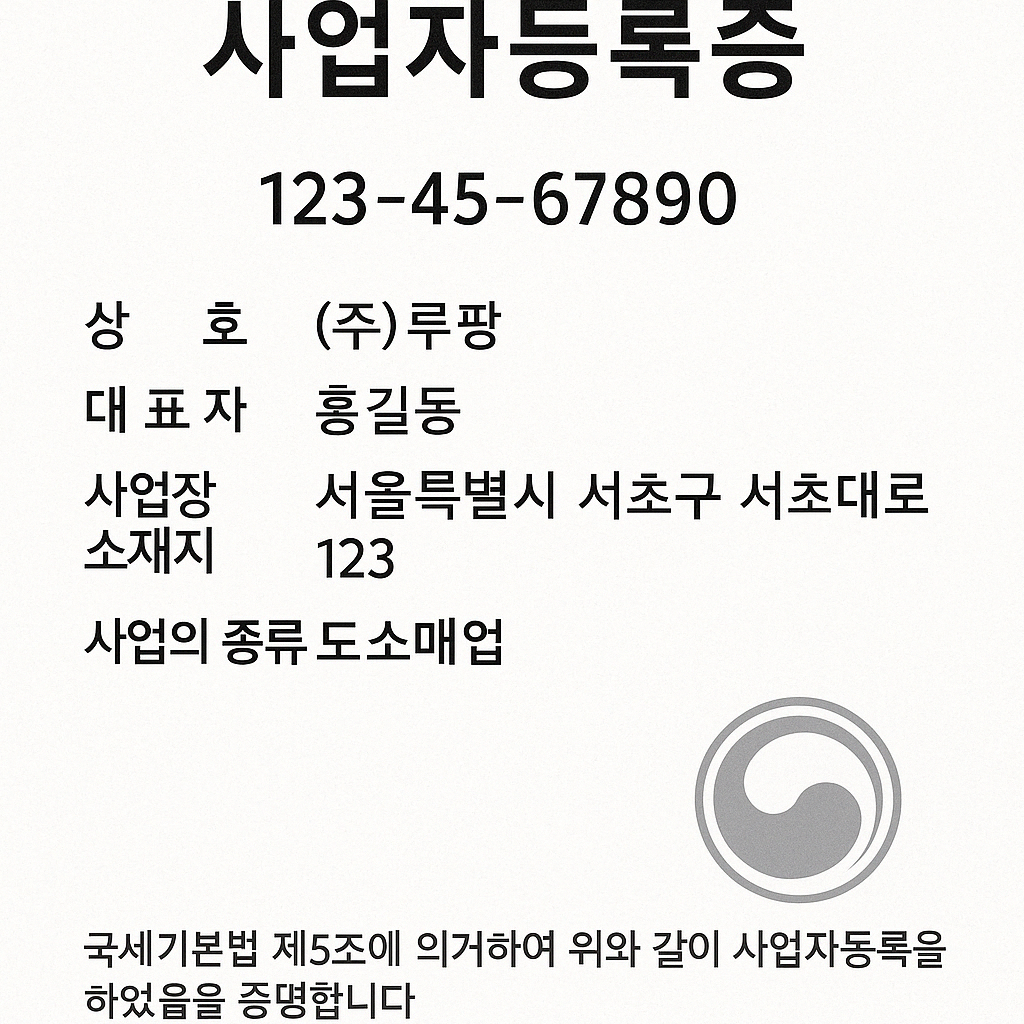 사업자등록증
123-45-67890
상 호 (주)루팡
대 표 자 홍길동
사업장 서울특별시 서초구 서초대로
소재지 123
사업의 종류 도소매업
국세기본법 제5조에 의거하여 위와 갈이 사업자동록을
하었음을 증명합니다